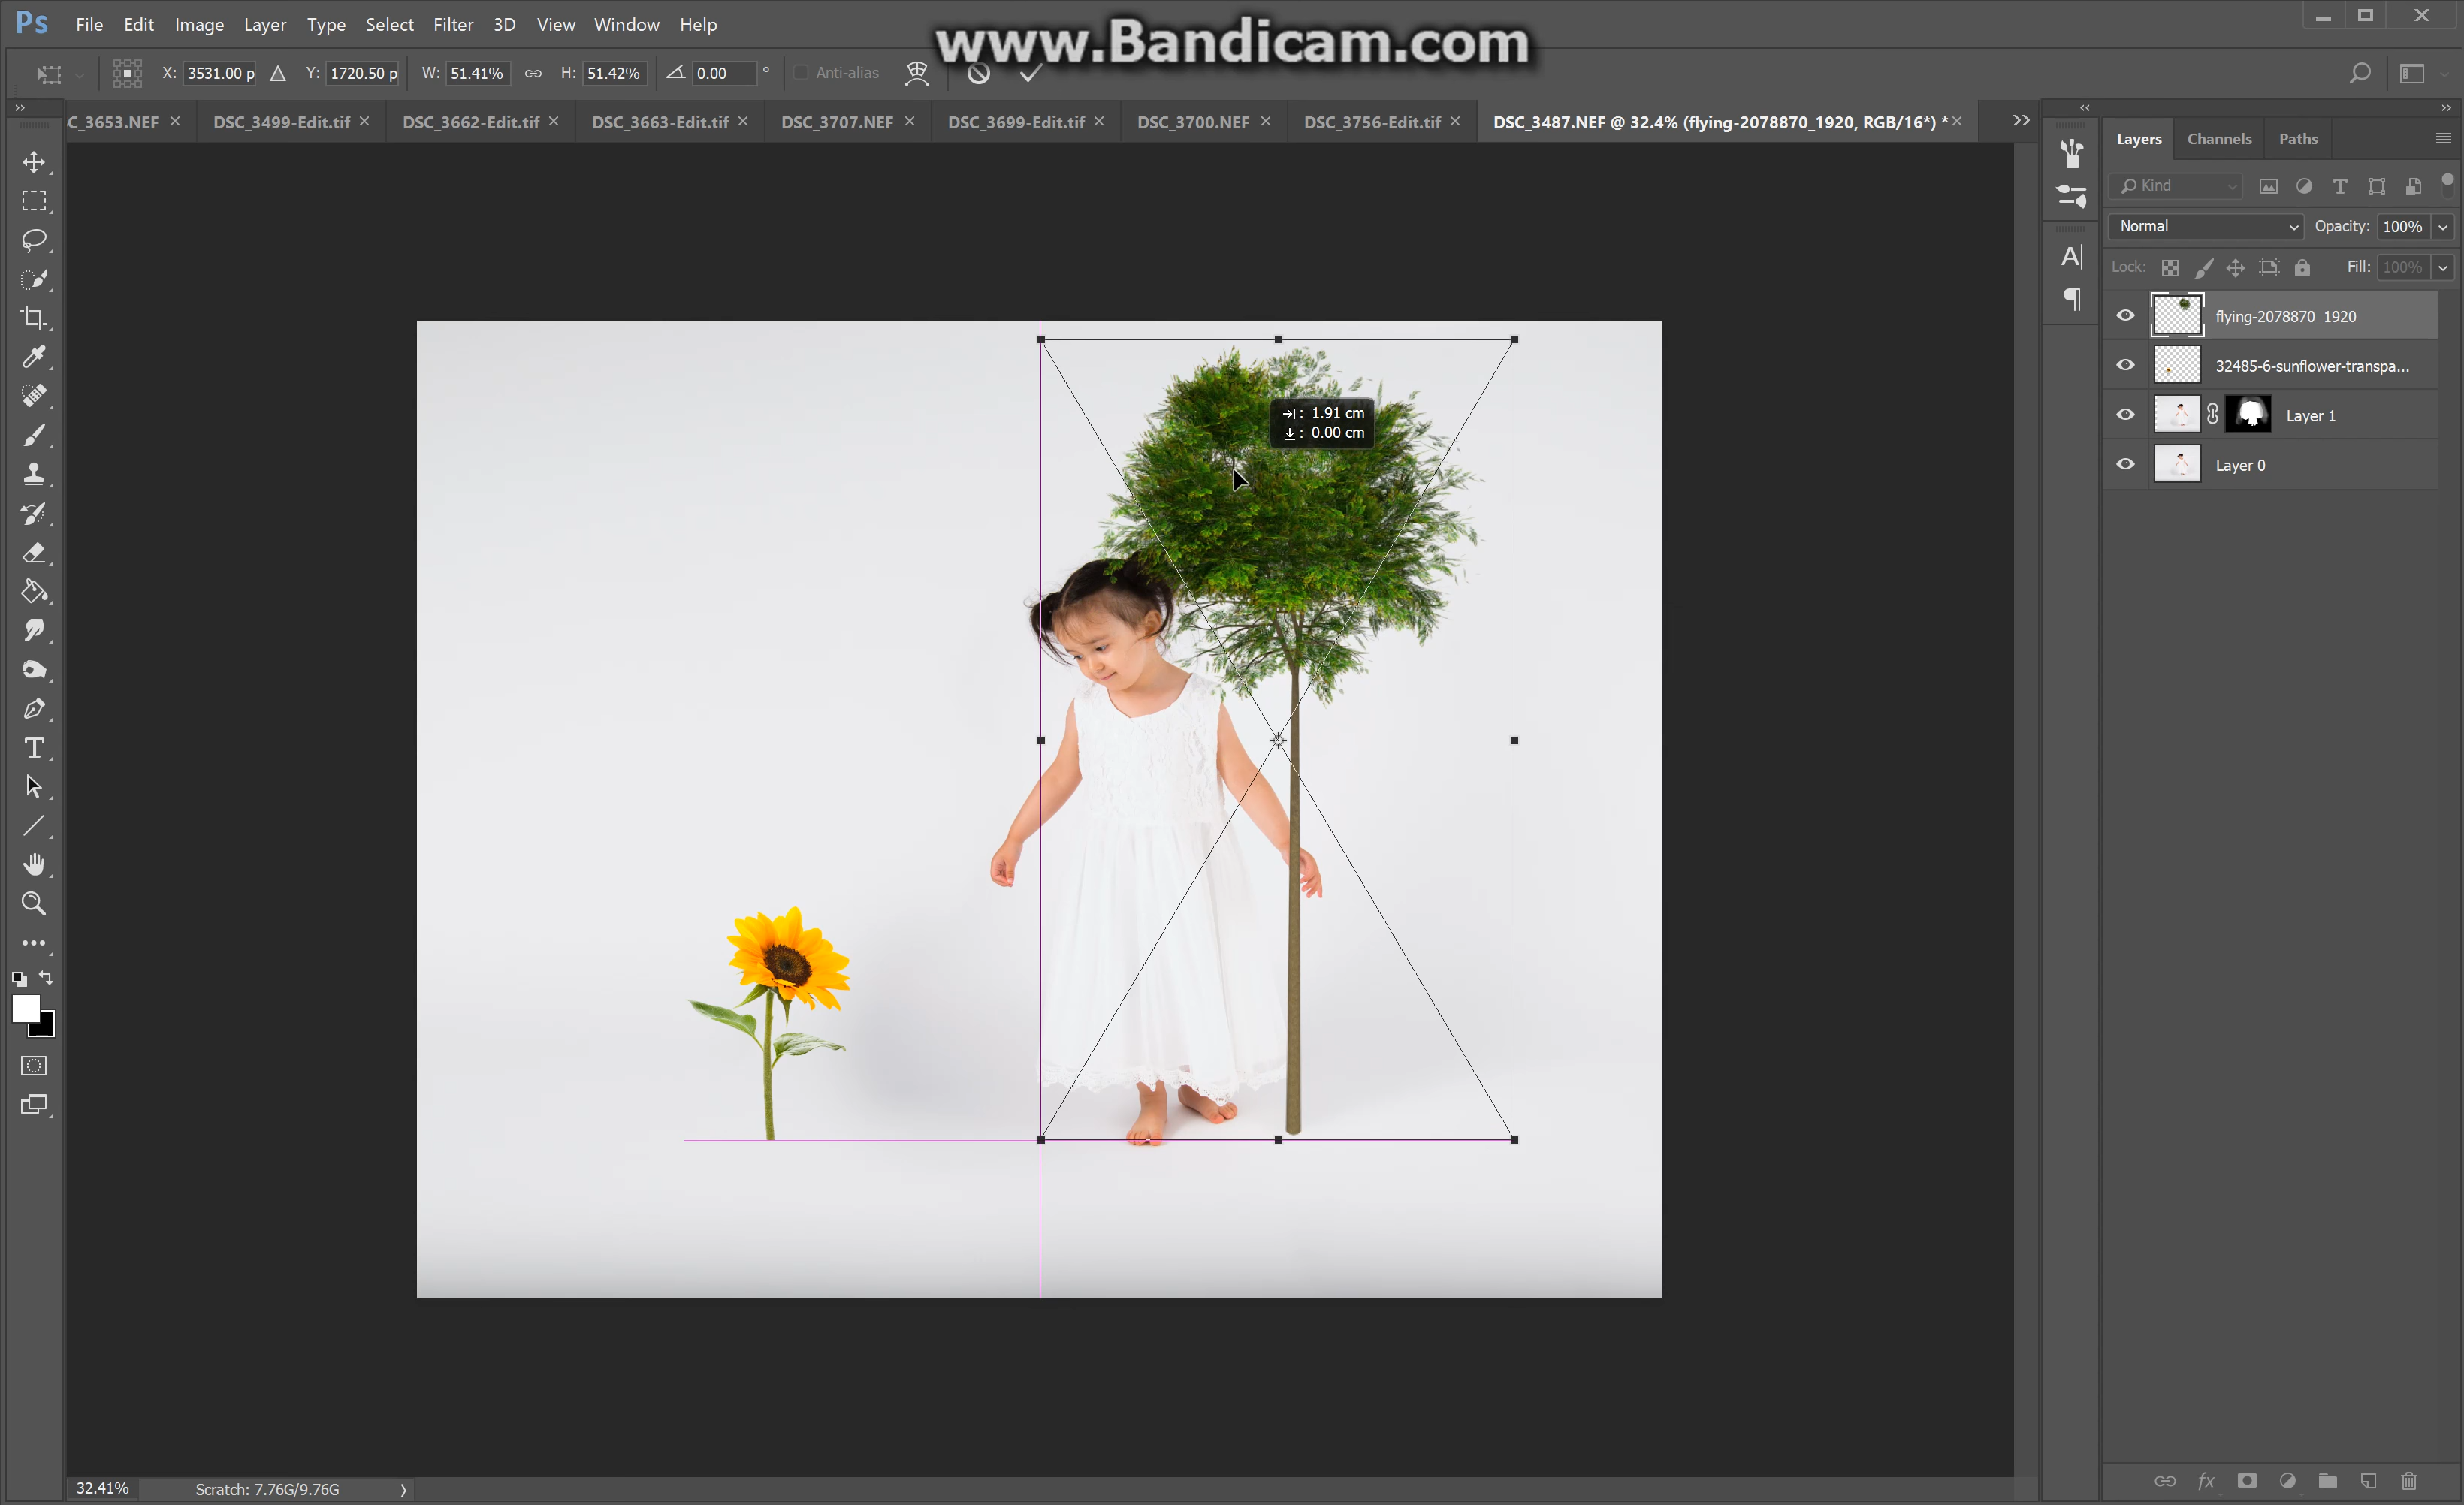 Ps File Edit Image Layer Type Select Filter 3D View Window Help
www.Bandicam.com
X: 3531.00 p Y: 1720.50 p W: 51.41% H: 51.42% 0.00 ° Anti-alias
C_3653.NEF × DSC_3499-Edit.tif × DSC_3662-Edit.tif × DSC_3663-Edit.tif × DSC_3707.NEF × DSC_3699-Edit.tif × DSC_3700.NEF × DSC_3756-Edit.tif × DSC_3487.NEF @ 32.4% (flying-2078870_1920, RGB/16*) * ×
Layers Channels Paths
Kind
Normal Opacity: 100%
Lock: Fill: 100%
flying-2078870_1920
32485-6-sunflower-transpa...
Layer 1
Layer 0
: 1.91 cm
: 0.00 cm
32.41% Scratch: 7.76G/9.76G
fx